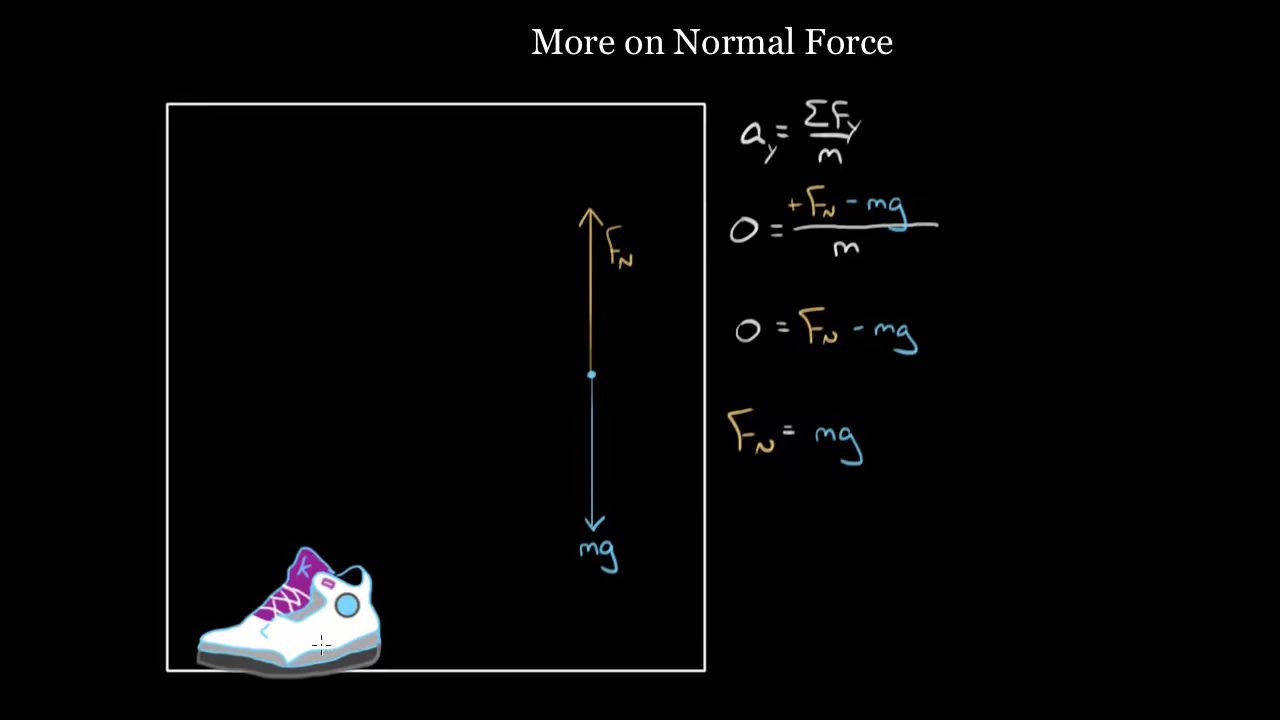 More on Normal Force
a_y = ΣF_y / m
+F_N - mg
0 = ―
m
F_N
0 = F_N - mg
F_N = mg
mg
K